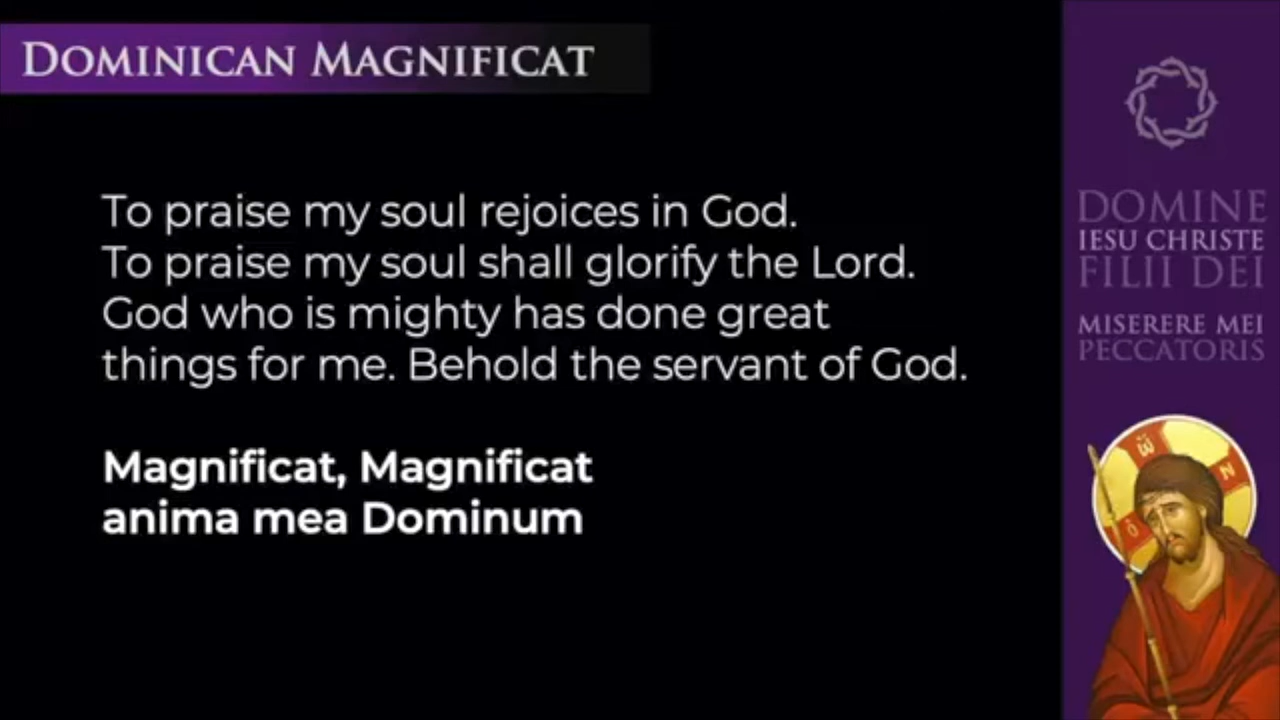 DOMINICAN MAGNIFICAT
To praise my soul rejoices in God.
To praise my soul shall glorify the Lord.
God who is mighty has done great
things for me. Behold the servant of God.
Magnificat, Magnificat
anima mea Dominum
DOMINE
IESU CHRISTE
FILII DEI
MISERERE MEI
PECCATORIS
ὁ ὤ Ν